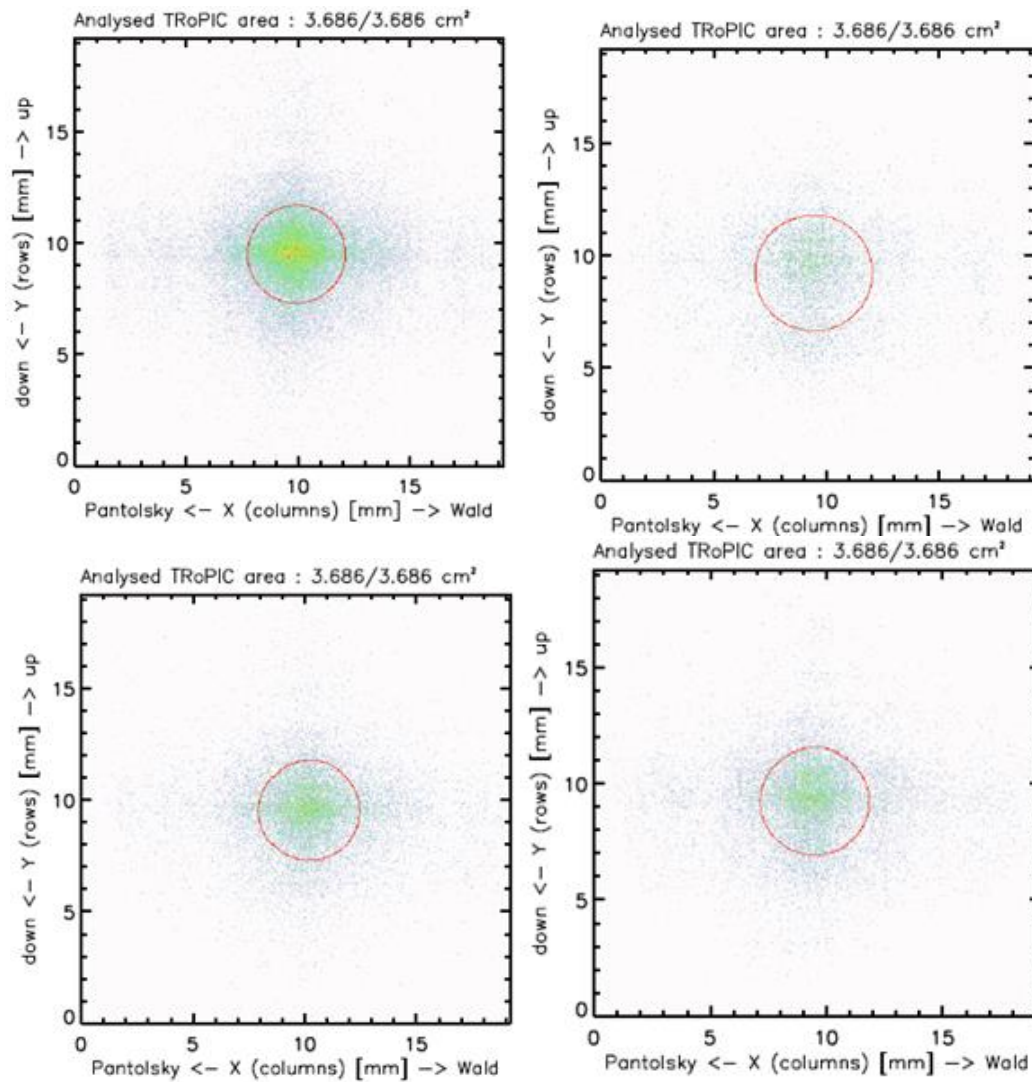 Analysed TRoPIC area : 3.686/3.686 cm²
down <- Y (rows) [mm] -> up
15
10
5
0
0 5 10 15
Pantolsky <- X (columns) [mm] -> Wald
Analysed TRoPIC area : 3.686/3.686 cm²
down <- Y (rows) [mm] -> up
15
10
5
0
0 5 10 15
Pantolsky <- X (columns) [mm] -> Wald
Analysed TRoPIC area : 3.686/3.686 cm²
down <- Y (rows) [mm] -> up
15
10
5
0
0 5 10 15
Pantolsky <- X (columns) [mm] -> Wald
Analysed TRoPIC area : 3.686/3.686 cm²
down <- Y (rows) [mm] -> up
15
10
5
0
0 5 10 15
Pantolsky <- X (columns) [mm] -> Wald